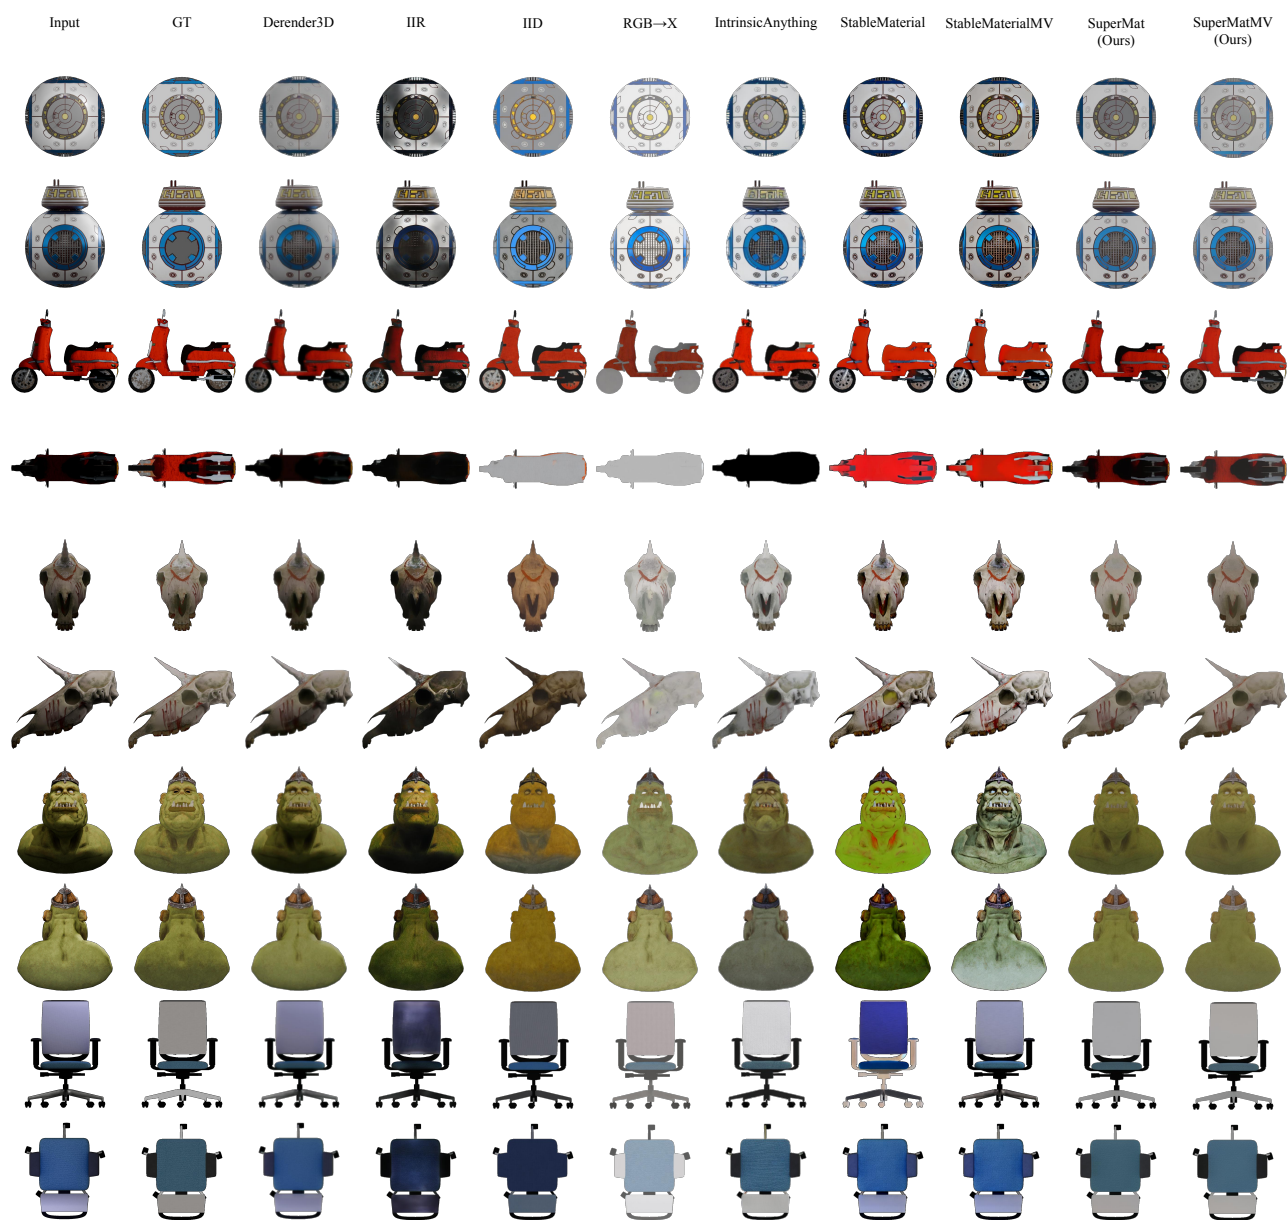 Input GT Derender3D IIR IID RGB→X IntrinsicAnything StableMaterial StableMaterialMV SuperMat SuperMatMV
(Ours) (Ours)